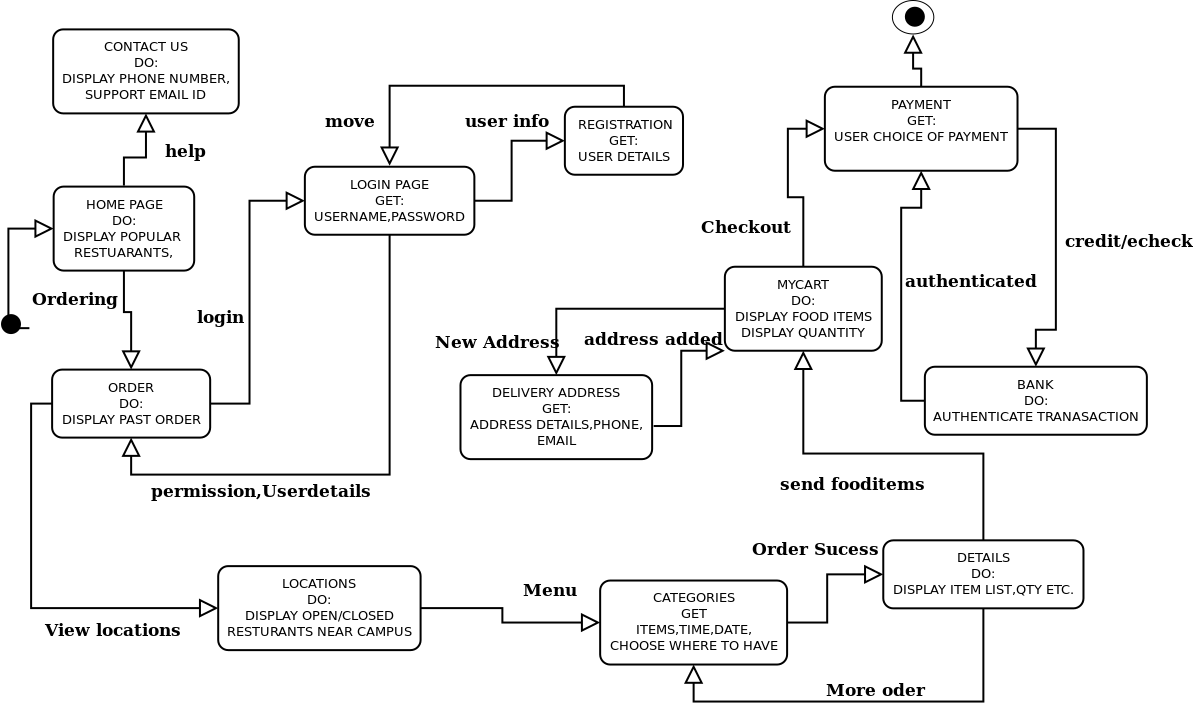 CONTACT US
DO:
DISPLAY PHONE NUMBER,
SUPPORT EMAIL ID
help
HOME PAGE
DO:
DISPLAY POPULAR
RESTUARANTS,
Ordering
ORDER
DO:
DISPLAY PAST ORDER
login
move
user info
LOGIN PAGE
GET:
USERNAME,PASSWORD
REGISTRATION
GET:
USER DETAILS
permission,Userdetails
View locations
LOCATIONS
DO:
DISPLAY OPEN/CLOSED
RESTURANTS NEAR CAMPUS
Menu
CATEGORIES
GET
ITEMS,TIME,DATE,
CHOOSE WHERE TO HAVE
Order Sucess
DETAILS
DO:
DISPLAY ITEM LIST,QTY ETC.
More oder
send fooditems
MYCART
DO:
DISPLAY FOOD ITEMS
DISPLAY QUANTITY
New Address
address added
DELIVERY ADDRESS
GET:
ADDRESS DETAILS,PHONE,
EMAIL
Checkout
PAYMENT
GET:
USER CHOICE OF PAYMENT
credit/echeck
authenticated
BANK
DO:
AUTHENTICATE TRANASACTION